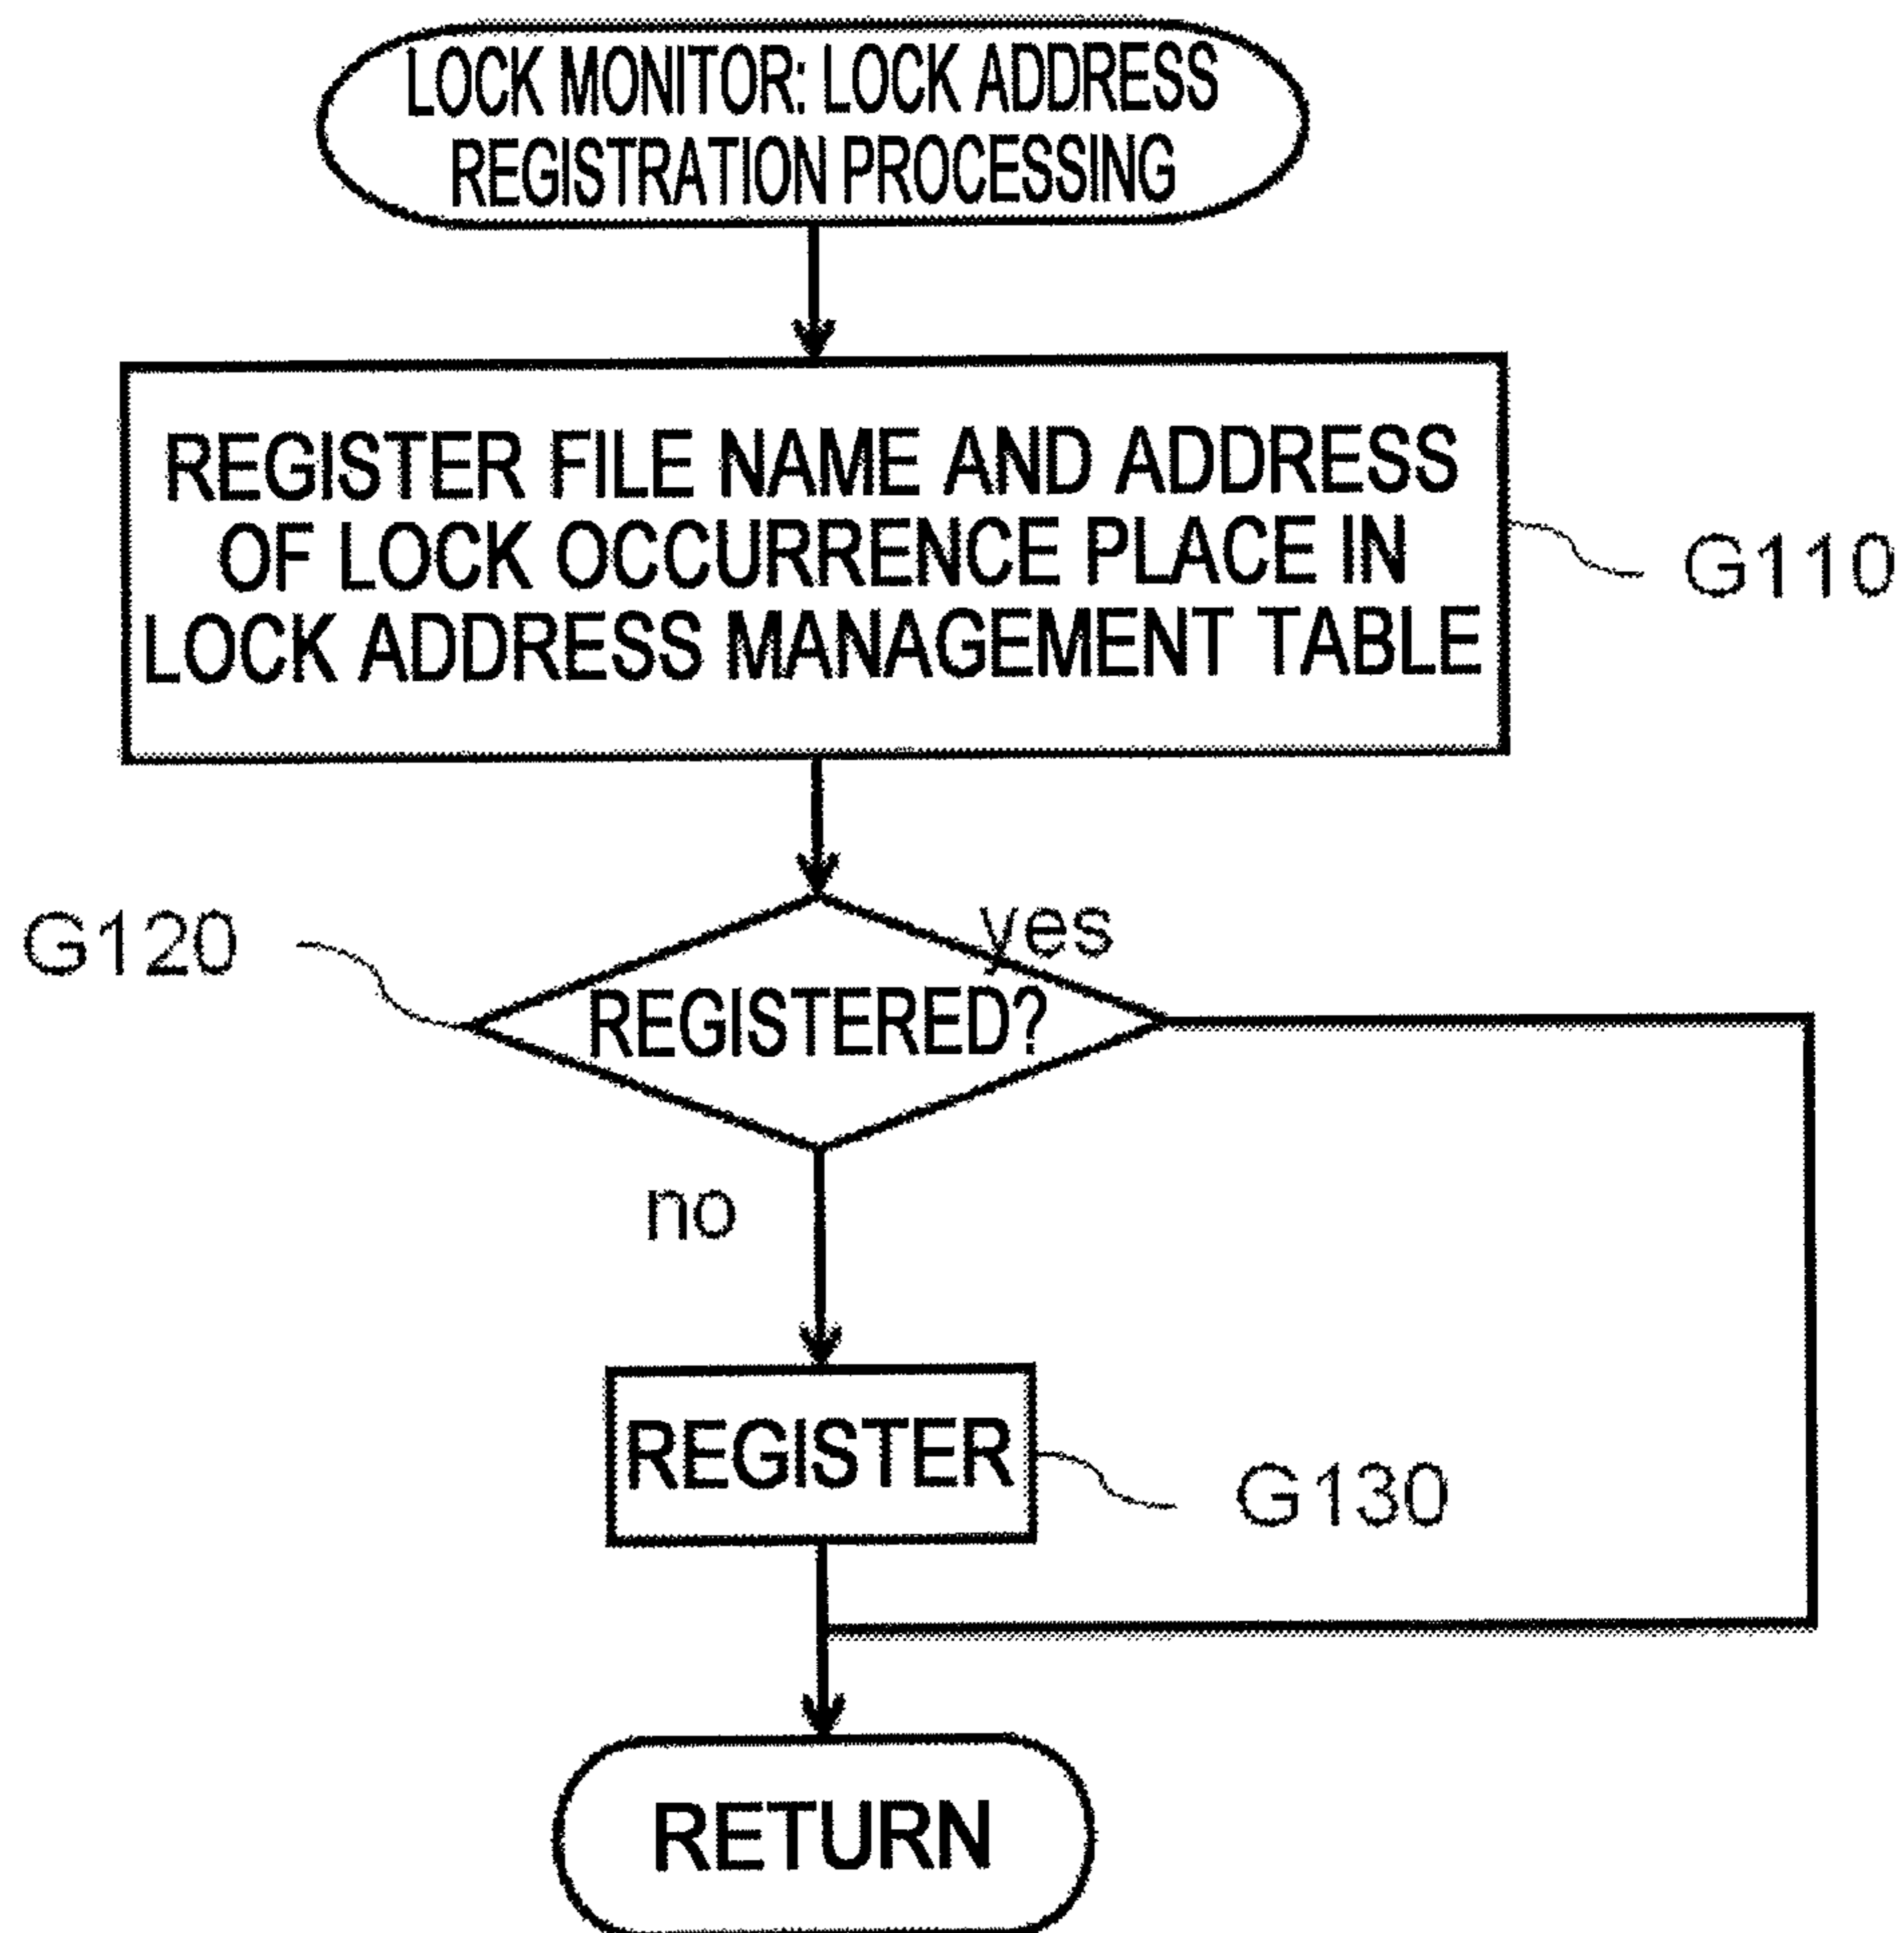 LOCK MONITOR: LOCK ADDRESS
REGISTRATION PROCESSING
REGISTER FILE NAME AND ADDRESS
OF LOCK OCCURRENCE PLACE IN
LOCK ADDRESS MANAGEMENT TABLE
G110
G120
yes
REGISTERED?
no
REGISTER
G130
RETURN